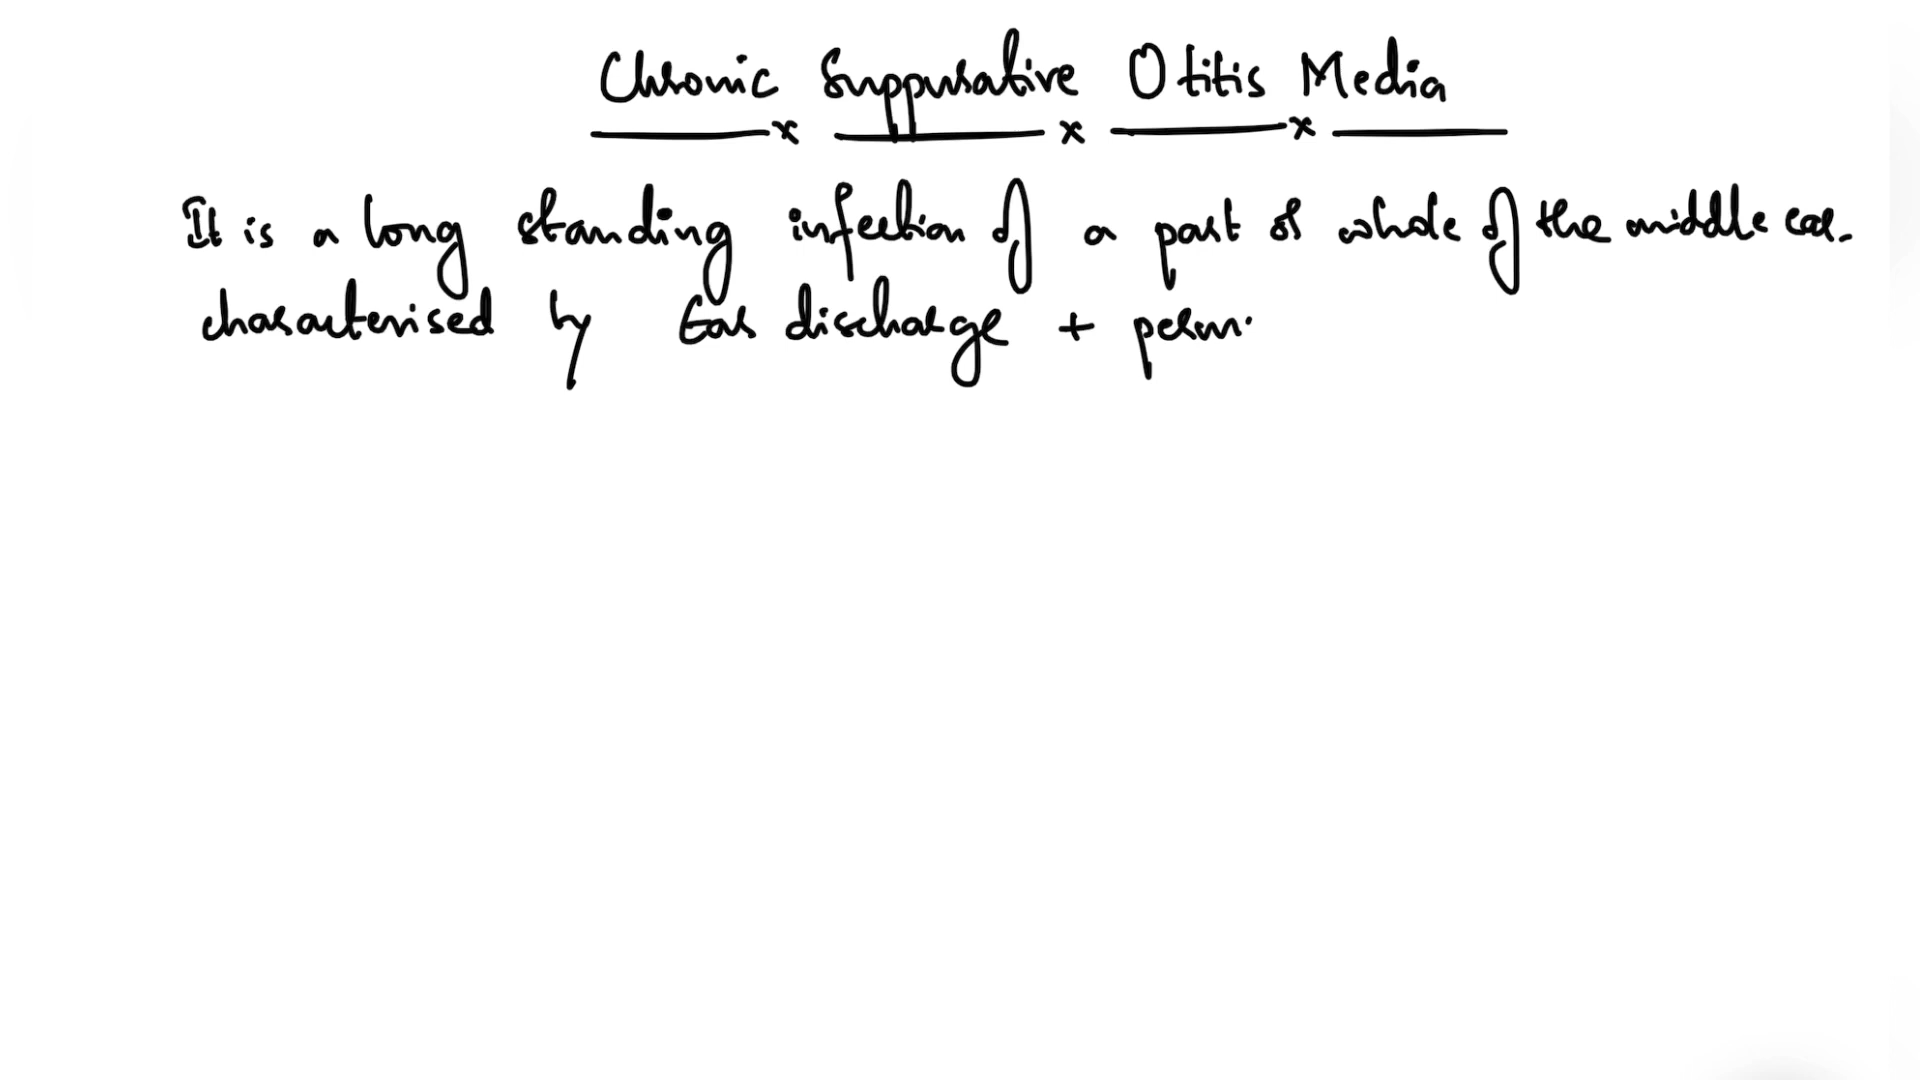 Chronic Suppurative Otitis Media
It is a long standing infection of a part or whole of the middle ear.
characterised by Ear discharge + perm.